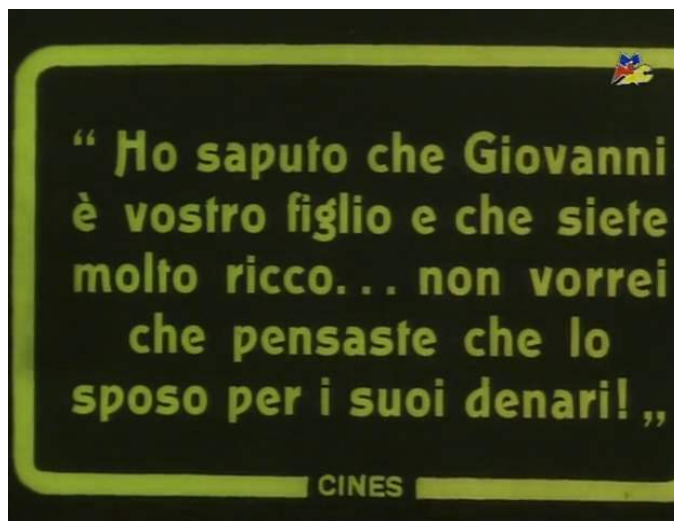 “ Ho saputo che Giovanni
è vostro figlio e che siete
molto ricco... non vorrei
che pensaste che lo
sposo per i suoi denari! „
CINES